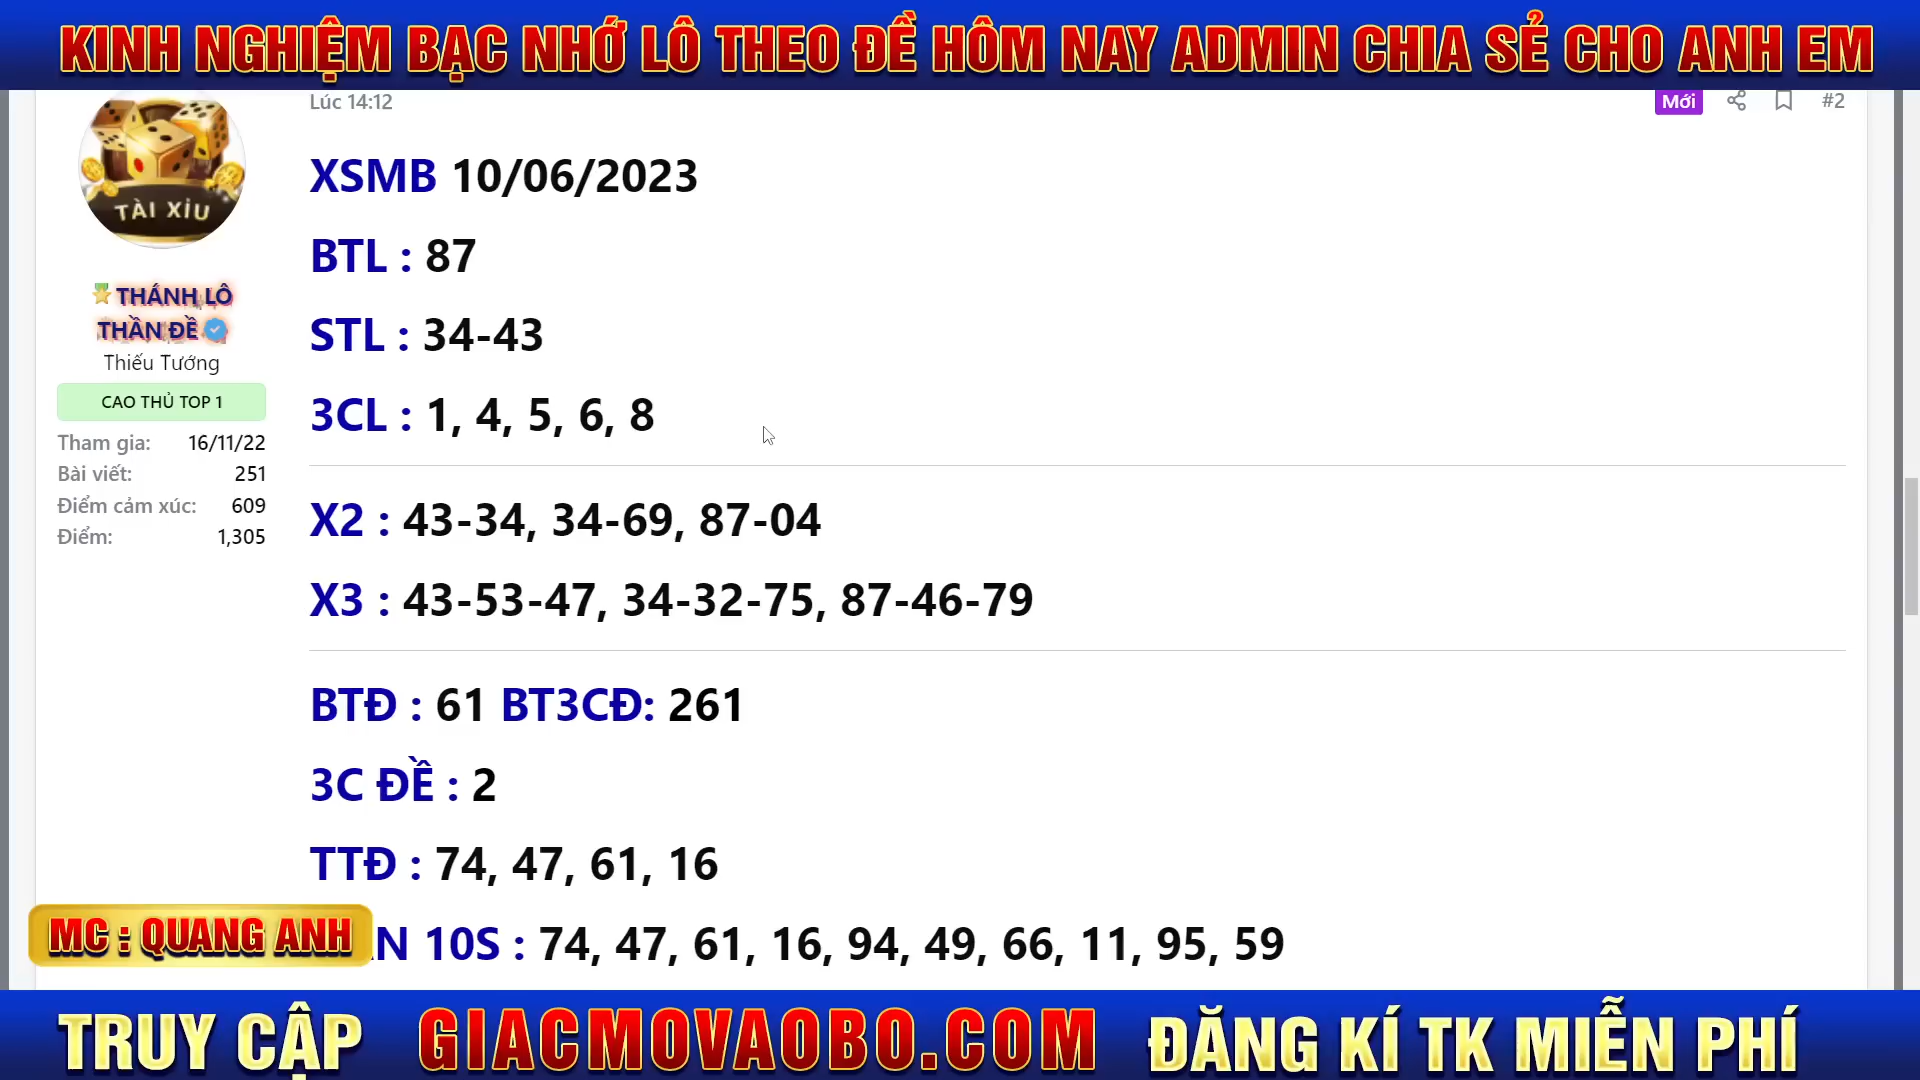 KINH NGHIỆM BẠC NHỚ LÔ THEO ĐỀ HÔM NAY ADMIN CHIA SẺ CHO ANH EM
Lúc 14:12
Mới
#2
TÀI XỈU
THÁNH LÔ
THẦN ĐỀ
Thiếu Tướng
CAO THỦ TOP 1
Tham gia: 16/11/22
Bài viết: 251
Điểm cảm xúc: 609
Điểm: 1,305
XSMB 10/06/2023
BTL : 87
STL : 34-43
3CL : 1, 4, 5, 6, 8
X2 : 43-34, 34-69, 87-04
X3 : 43-53-47, 34-32-75, 87-46-79
BTĐ : 61 BT3CĐ: 261
3C ĐỀ : 2
TTĐ : 74, 47, 61, 16
MC : QUANG ANH
N 10S : 74, 47, 61, 16, 94, 49, 66, 11, 95, 59
TRUY CẬP GIACMOVAOBO.COM ĐĂNG KÍ TK MIỄN PHÍ